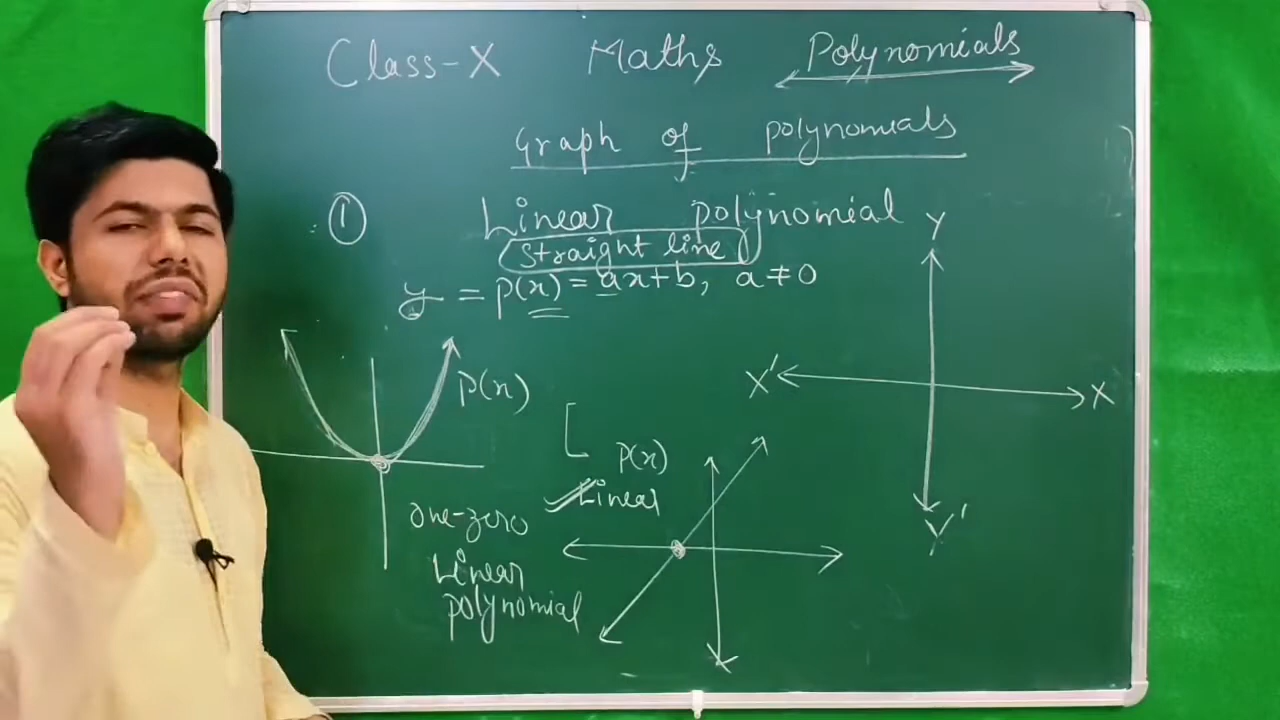 Class-X Maths Polynomials
Graph of polynomials
① Linear polynomial
straight line
y = p(x) = ax+b, a≠0
Y
X' X
Y'
P(x)
P(x)
Linear
one-zero
Linear
polynomial